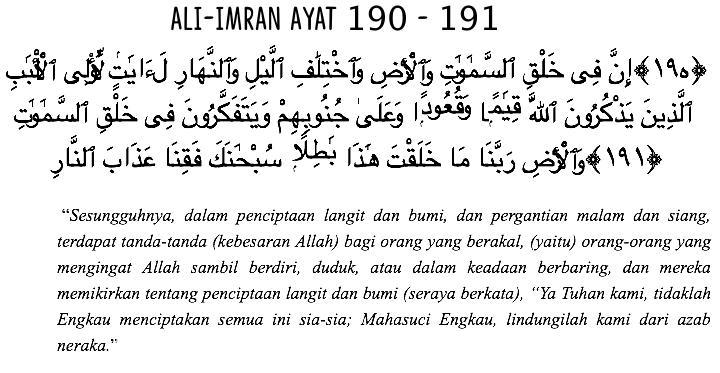 ALI-IMRAN AYAT 190 - 191
إِنَّ فِى خَلْقِ ٱلسَّمَٰوَٰتِ وَٱلْأَرْضِ وَٱخْتِلَٰفِ ٱلَّيْلِ وَٱلنَّهَارِ لَءَايَٰتٍ لِّأُو۟لِى ٱلْأَلْبَٰبِ ﴿١٩٠﴾
ٱلَّذِينَ يَذْكُرُونَ ٱللَّهَ قِيَٰمًا وَقُعُودًا وَعَلَىٰ جُنُوبِهِمْ وَيَتَفَكَّرُونَ فِى خَلْقِ ٱلسَّمَٰوَٰتِ
وَٱلْأَرْضِ رَبَّنَا مَا خَلَقْتَ هَٰذَا بَٰطِلًا سُبْحَٰنَكَ فَقِنَا عَذَابَ ٱلنَّارِ ﴿١٩١﴾
“Sesungguhnya, dalam penciptaan langit dan bumi, dan pergantian malam dan siang,
terdapat tanda-tanda (kebesaran Allah) bagi orang yang berakal, (yaitu) orang-orang yang
mengingat Allah sambil berdiri, duduk, atau dalam keadaan berbaring, dan mereka
memikirkan tentang penciptaan langit dan bumi (seraya berkata), “Ya Tuhan kami, tidaklah
Engkau menciptakan semua ini sia-sia; Mahasuci Engkau, lindungilah kami dari azab
neraka.”